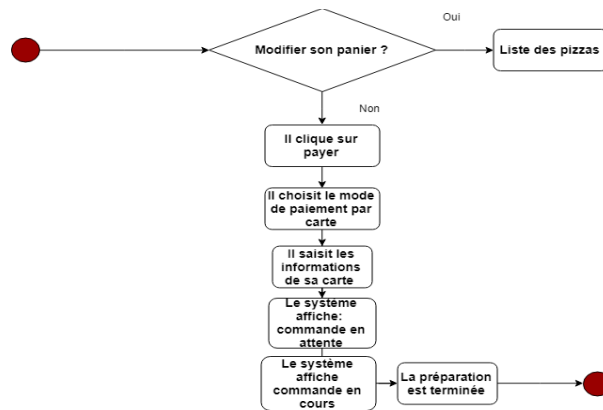 Oui
Modifier son panier ?
Liste des pizzas
Non
Il clique sur
payer
Il choisit le mode
de paiement par
carte
Il saisit les
informations
de sa carte
Le système
affiche:
commande en
attente
Le système
affiche
commande en
cours
La préparation
est terminée